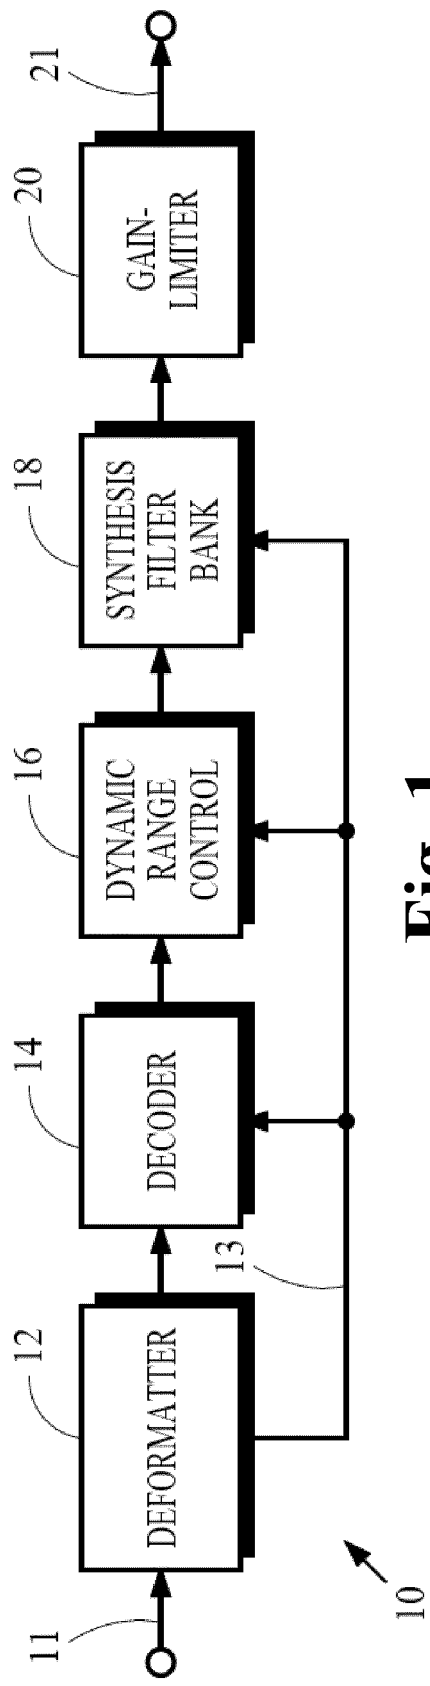 11
12
DEFORMATTER
13
14
DECODER
16
DYNAMIC
RANGE
CONTROL
18
SYNTHESIS
FILTER
BANK
20
GAIN-
LIMITER
21
10
Fig. 1